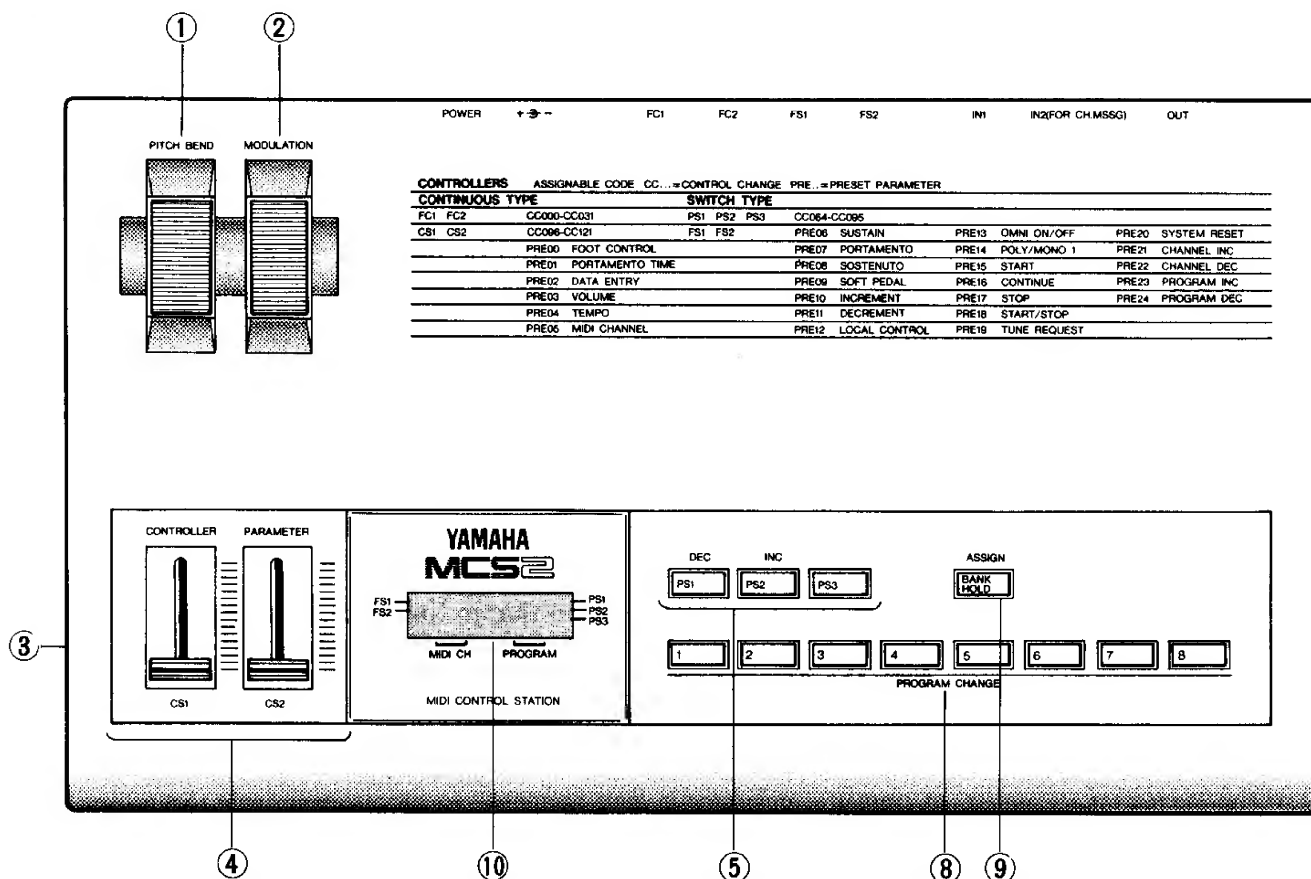 ① ②
POWER + - FC1 FC2 FS1 FS2 IN1 IN2(FOR CH.MSSG) OUT
PITCH BEND MODULATION
CONTROLLERS ASSIGNABLE CODE CC...=CONTROL CHANGE PRE..=PRESET PARAMETER
CONTINUOUS TYPE SWITCH TYPE
FC1 FC2 CC000-CC031 PS1 PS2 PS3 CC064-CC095
CS1 CS2 CC096-CC121 FS1 FS2 PRE06 SUSTAIN PRE13 OMNI ON/OFF PRE20 SYSTEM RESET
PRE00 FOOT CONTROL PRE07 PORTAMENTO PRE14 POLY/MONO 1 PRE21 CHANNEL INC
PRE01 PORTAMENTO TIME PRE08 SOSTENUTO PRE15 START PRE22 CHANNEL DEC
PRE02 DATA ENTRY PRE09 SOFT PEDAL PRE16 CONTINUE PRE23 PROGRAM INC
PRE03 VOLUME PRE10 INCREMENT PRE17 STOP PRE24 PROGRAM DEC
PRE04 TEMPO PRE11 DECREMENT PRE18 START/STOP
PRE05 MIDI CHANNEL PRE12 LOCAL CONTROL PRE19 TUNE REQUEST
CONTROLLER PARAMETER
CS1 CS2
YAMAHA
MCS2
FS1 PS1
FS2 PS2
PS3
MIDI CH PROGRAM
MIDI CONTROL STATION
DEC INC ASSIGN
PS1 PS2 PS3 BANK HOLD
1 2 3 4 5 6 7 8
PROGRAM CHANGE
③
④ ⑩ ⑤ ⑧ ⑨